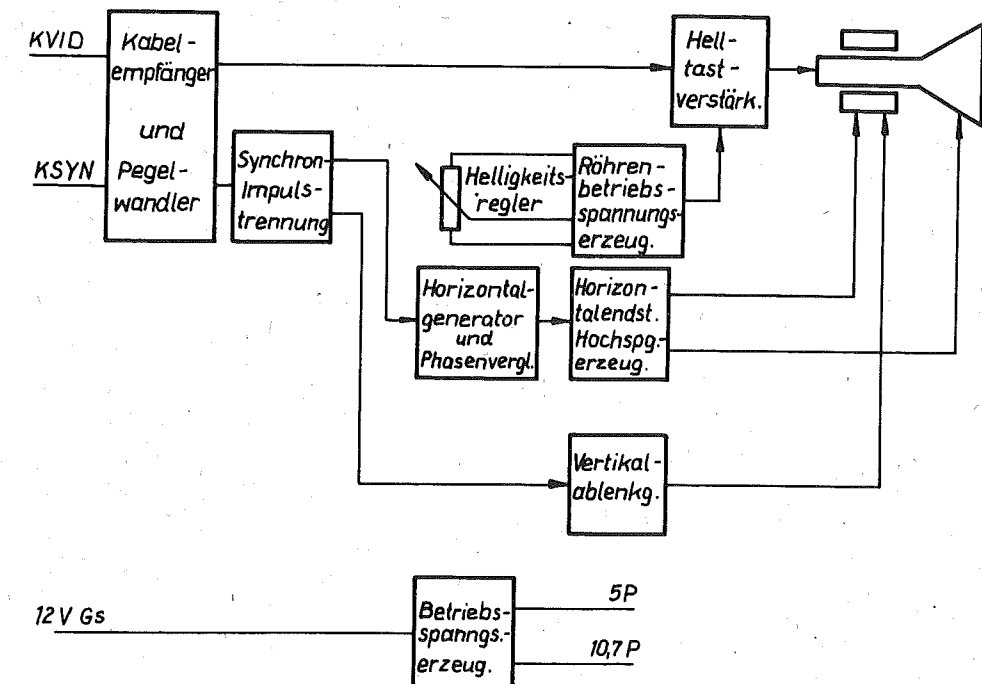 KVID
Kabel-
empfänger
und
Pegel-
wandler
KSYN
Synchron-
Impuls-
trennung
Hell-
tast-
verstärk.
Helligkeits-
regler
Röhren-
betriebs-
spannungs-
erzeug.
Horizontal-
generator
und
Phasenvergl.
Horizon-
talendst.
Hochspg.-
erzeug.
Vertikal-
ablenkg.
12V Gs
Betriebs-
spanngs.-
erzeug.
5P
10,7P